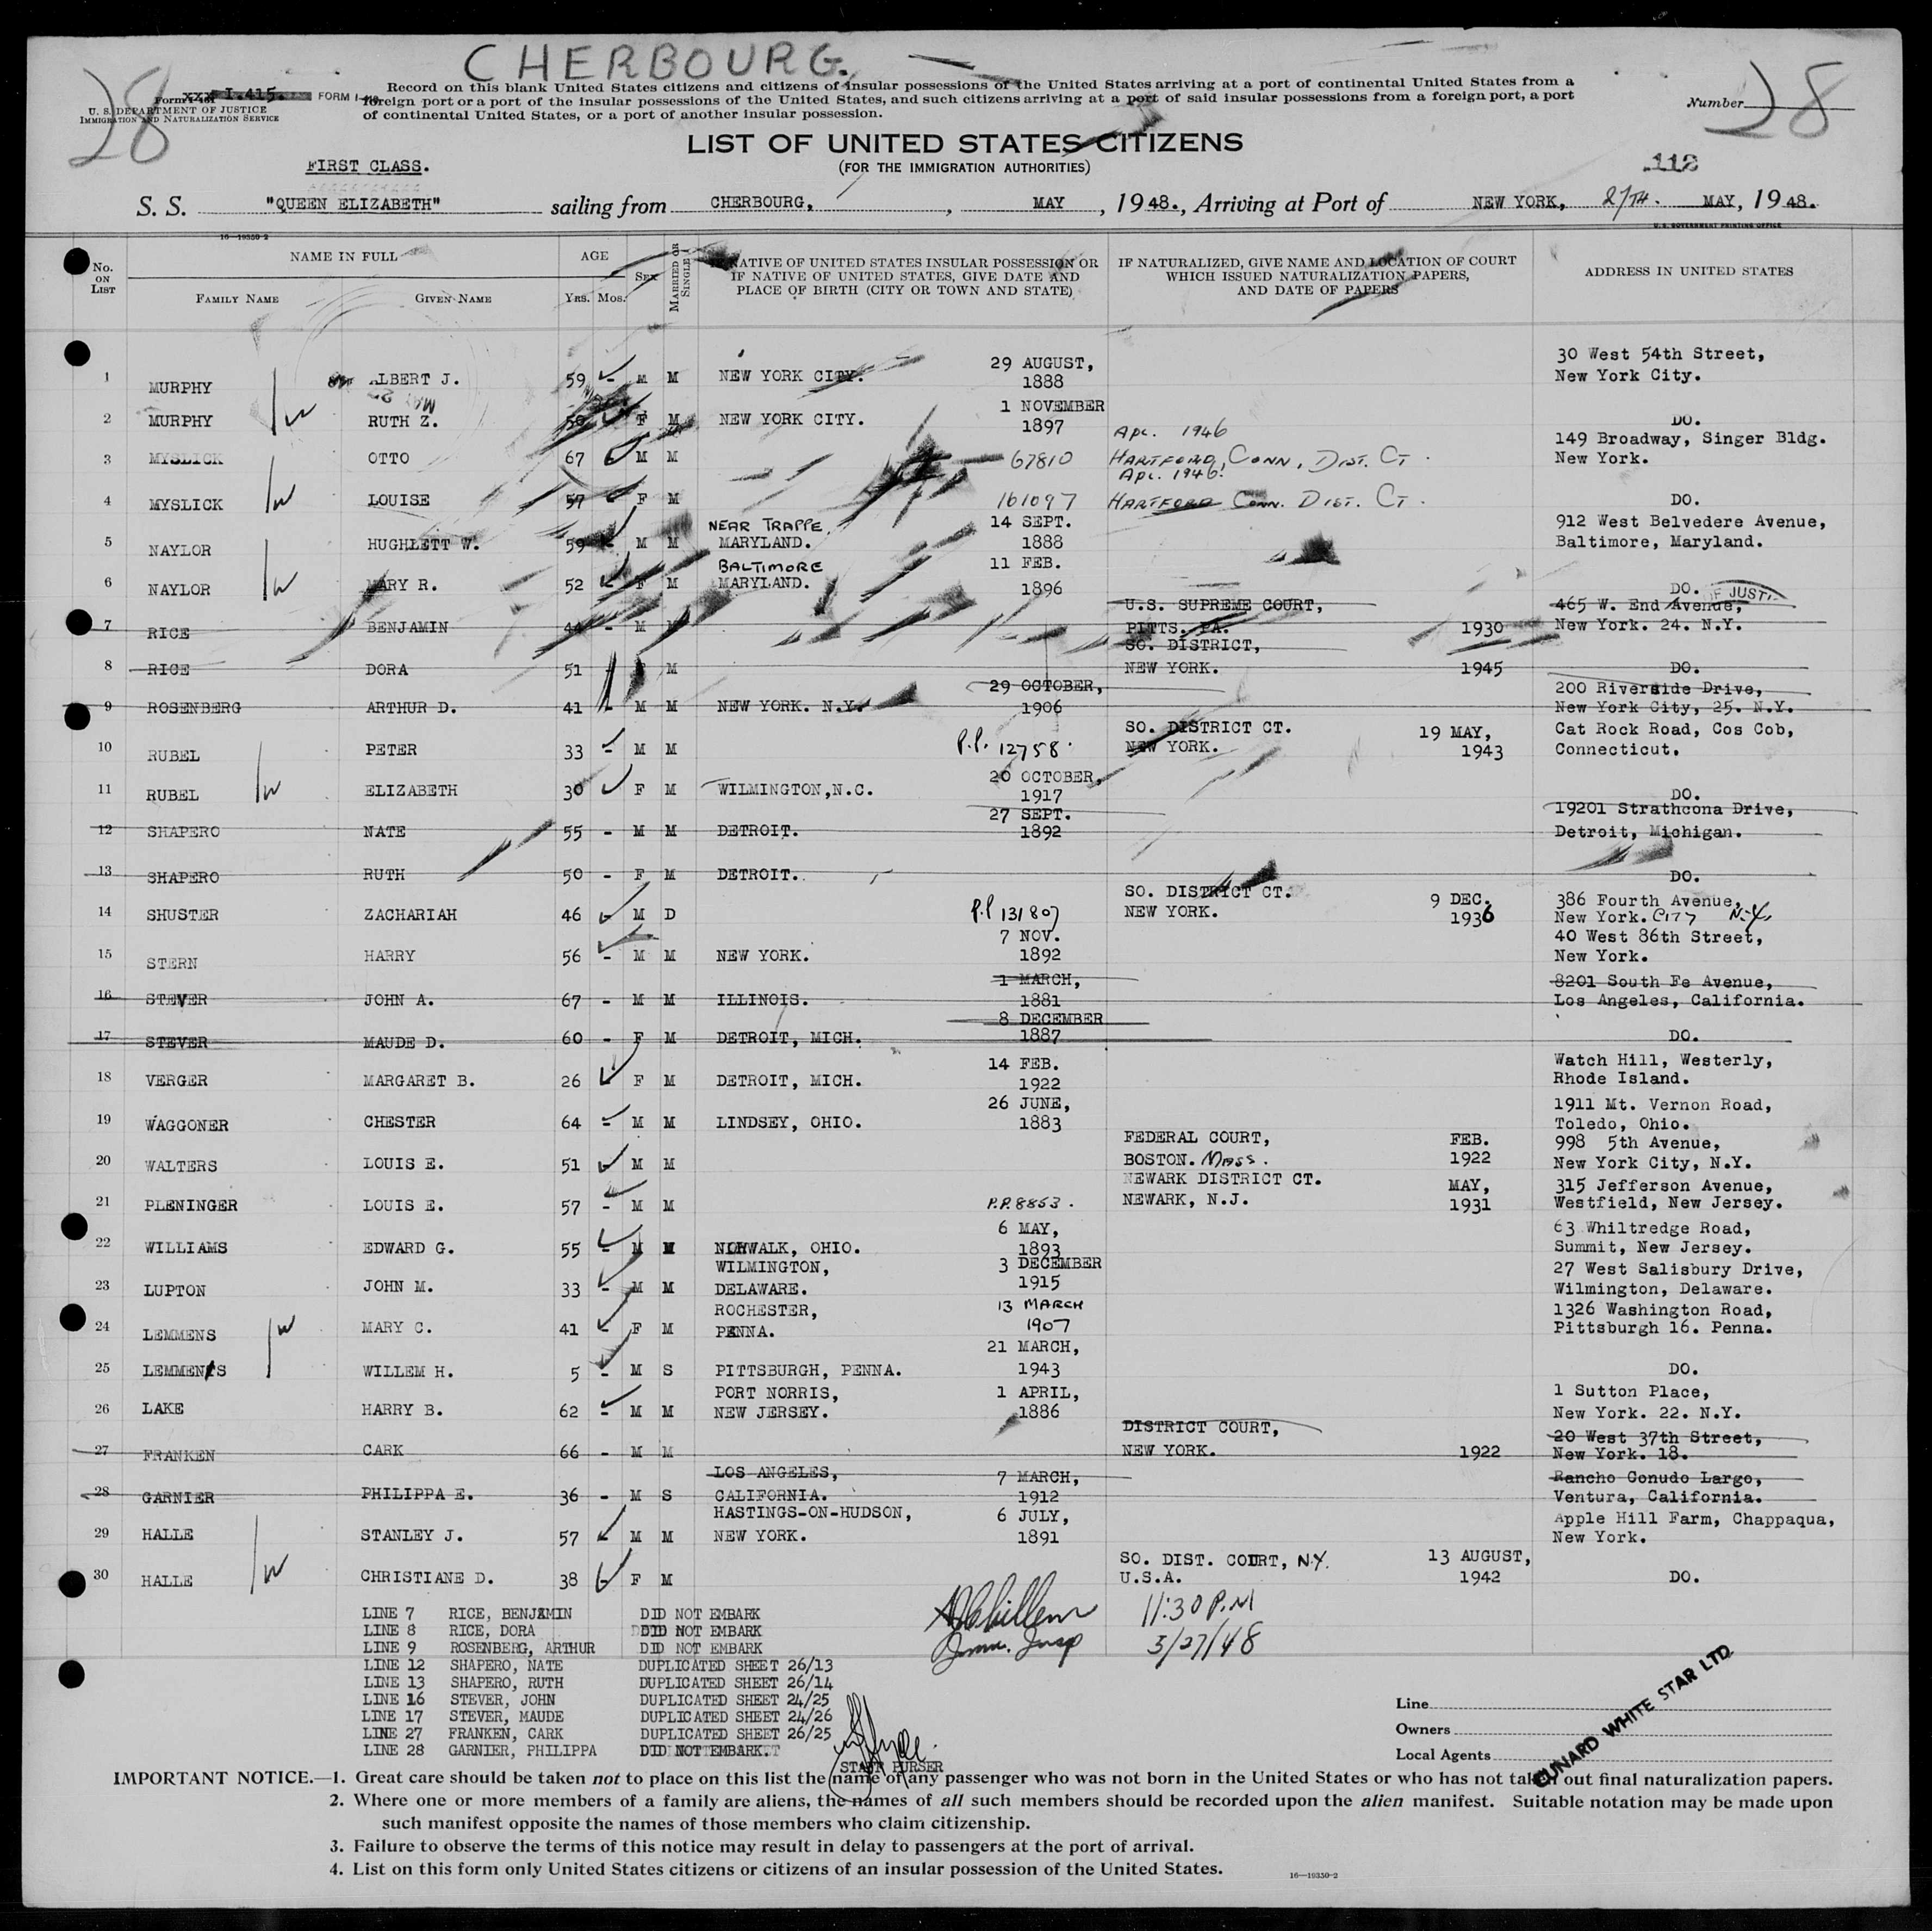 CHERBOURG.
28
28
Form I-461 I.415. FORM I-
U. S. DEPARTMENT OF JUSTICE
IMMIGRATION AND NATURALIZATION SERVICE
Record on this blank United States citizens and citizens of insular possessions of the United States arriving at a port of continental United States from a
foreign port or a port of the insular possessions of the United States, and such citizens arriving at a port of said insular possessions from a foreign port, a port
of continental United States, or a port of another insular possession.
Number
LIST OF UNITED STATES CITIZENS
(FOR THE IMMIGRATION AUTHORITIES)
FIRST CLASS.
112
S. S. "QUEEN ELIZABETH" sailing from CHERBOURG, , MAY , 1948., Arriving at Port of NEW YORK, 27TH. MAY, 1948.
16—19350-2
U. S. GOVERNMENT PRINTING OFFICE
No. ON LIST
NAME IN FULL
FAMILY NAME GIVEN NAME
AGE
YRS. MOS.
SEX
MARRIED OR SINGLE
IF NATIVE OF UNITED STATES INSULAR POSSESSION OR
IF NATIVE OF UNITED STATES, GIVE DATE AND
PLACE OF BIRTH (CITY OR TOWN AND STATE)
IF NATURALIZED, GIVE NAME AND LOCATION OF COURT
WHICH ISSUED NATURALIZATION PAPERS,
AND DATE OF PAPERS
ADDRESS IN UNITED STATES
29 AUGUST, 30 West 54th Street,
1 MURPHY ALBERT J. 59 - M M NEW YORK CITY. 1888 New York City.
1 NOVEMBER
2 MURPHY RUTH Z. 50 F M NEW YORK CITY. 1897 DO.
Apc. 1946 149 Broadway, Singer Bldg.
3 MYSLICK OTTO 67 M M 67810 HARTFORD, CONN, DIST. CT. New York.
Apc. 1946.
4 MYSLICK LOUISE 57 - F M 161097 HARTFORD CONN. DIST. CT. DO.
NEAR TRAPPE 14 SEPT. 912 West Belvedere Avenue,
5 NAYLOR HUGHLETT W. 59 - M M MARYLAND. 1888 Baltimore, Maryland.
BALTIMORE 11 FEB.
6 NAYLOR MARY R. 52 - F M MARYLAND. 1896 DO.
OF JUSTI
U.S. SUPREME COURT, 465 W. End Avenue,
7 RICE BENJAMIN 44 - M M PITTS. PA. 1930 New York. 24. N.Y.
SO. DISTRICT,
8 RICE DORA 51 - F M NEW YORK. 1945 DO.
29 OCTOBER, 200 Riverside Drive,
9 ROSENBERG ARTHUR D. 41 - M M NEW YORK. N.Y. 1906 New York City, 25. N.Y.
SO. DISTRICT CT. 19 MAY, Cat Rock Road, Cos Cob,
10 RUBEL PETER 33 - M M P.P. 12758. NEW YORK. 1943 Connecticut.
20 OCTOBER,
11 RUBEL ELIZABETH 30 F M WILMINGTON,N.C. 1917 DO.
27 SEPT. 19201 Strathcona Drive,
12 SHAPERO NATE 55 - M M DETROIT. 1892 Detroit, Michigan.
13 SHAPERO RUTH 50 - F M DETROIT. DO.
SO. DISTRICT CT. 9 DEC. 386 Fourth Avenue,
14 SHUSTER ZACHARIAH 46 - M D P.P 131807 NEW YORK. 1936 New York. CITY N.Y.
7 NOV. 40 West 86th Street,
15 STERN HARRY 56 - M M NEW YORK. 1892 New York.
1 MARCH, 8201 South Fe Avenue,
16 STEVER JOHN A. 67 - M M ILLINOIS. 1881 Los Angeles, California.
8 DECEMBER
17 STEVER MAUDE D. 60 - F M DETROIT, MICH. 1887 DO.
14 FEB. Watch Hill, Westerly,
18 VERGER MARGARET B. 26 - F M DETROIT, MICH. 1922 Rhode Island.
26 JUNE, 1911 Mt. Vernon Road,
19 WAGGONER CHESTER 64 - M M LINDSEY, OHIO. 1883 Toledo, Ohio.
FEDERAL COURT, FEB. 998 5th Avenue,
20 WALTERS LOUIS E. 51 - M M BOSTON. Mass. 1922 New York City, N.Y.
NEWARK DISTRICT CT. MAY, 315 Jefferson Avenue,
21 PLENINGER LOUIS E. 57 - M M P.P. 8853. NEWARK, N.J. 1931 Westfield, New Jersey.
6 MAY, 63 Whiltredge Road,
22 WILLIAMS EDWARD G. 55 - M M NORWALK, OHIO. 1893 Summit, New Jersey.
WILMINGTON, 3 DECEMBER 27 West Salisbury Drive,
23 LUPTON JOHN M. 33 - M M DELAWARE. 1915 Wilmington, Delaware.
ROCHESTER, 13 MARCH 1326 Washington Road,
24 LEMMENS MARY C. 41 - F M PENNA. 1907 Pittsburgh 16. Penna.
21 MARCH,
25 LEMMENS WILLEM H. 5 - M S PITTSBURGH, PENNA. 1943 DO.
PORT NORRIS, 1 APRIL, 1 Sutton Place,
26 LAKE HARRY B. 62 - M M NEW JERSEY. 1886 New York. 22. N.Y.
DISTRICT COURT, 20 West 37th Street,
27 FRANKEN CARK 66 - M M NEW YORK. 1922 New York. 18.
LOS ANGELES, 7 MARCH, Rancho Conudo Largo,
28 GARNIER PHILIPPA E. 36 - M S CALIFORNIA. 1912 Ventura, California.
HASTINGS-ON-HUDSON, 6 JULY, Apple Hill Farm, Chappaqua,
29 HALLE STANLEY J. 57 M M NEW YORK. 1891 New York.
SO. DIST. COURT, N.Y. 13 AUGUST,
30 HALLE CHRISTIANE D. 38 - F M U.S.A. 1942 DO.
LINE 7 RICE, BENJAMIN DID NOT EMBARK
LINE 8 RICE, DORA DID NOT EMBARK
LINE 9 ROSENBERG, ARTHUR DID NOT EMBARK
LINE 12 SHAPERO, NATE DUPLICATED SHEET 26/13
LINE 13 SHAPERO, RUTH DUPLICATED SHEET 26/14
LINE 16 STEVER, JOHN DUPLICATED SHEET 24/25
LINE 17 STEVER, MAUDE DUPLICATED SHEET 24/26
LINE 27 FRANKEN, CARK DUPLICATED SHEET 26/25
LINE 28 GARNIER, PHILIPPA DID NOT EMBARK.
Imm. Insp
11:30 P.M
5/27/48
STAFF PURSER
Line
Owners
Local Agents
CUNARD WHITE STAR LTD
IMPORTANT NOTICE.—1. Great care should be taken not to place on this list the name of any passenger who was not born in the United States or who has not taken out final naturalization papers.
2. Where one or more members of a family are aliens, the names of all such members should be recorded upon the alien manifest. Suitable notation may be made upon
such manifest opposite the names of those members who claim citizenship.
3. Failure to observe the terms of this notice may result in delay to passengers at the port of arrival.
4. List on this form only United States citizens or citizens of an insular possession of the United States.
16—19350-2